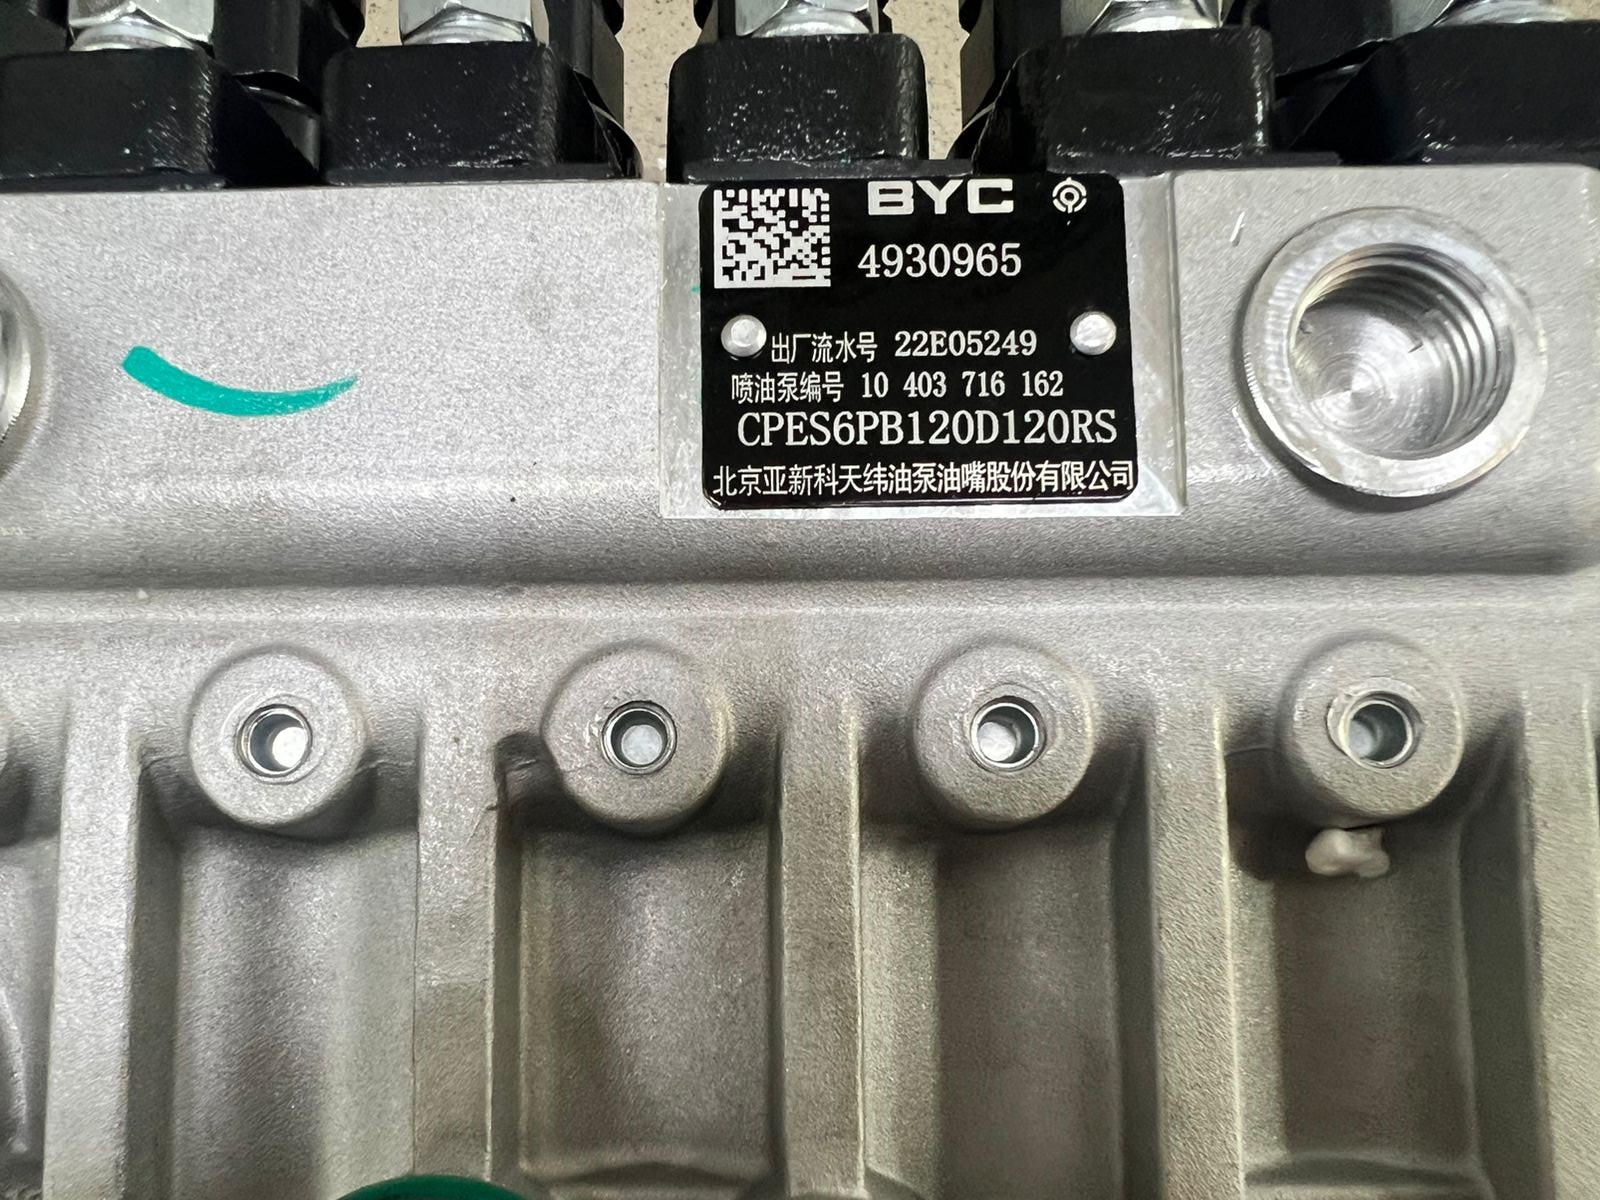 BYC
4930965
出厂流水号 22E05249
喷油泵编号 10 403 716 162
CPES6PB120D120RS
北京亚新科天纬油泵油嘴股份有限公司